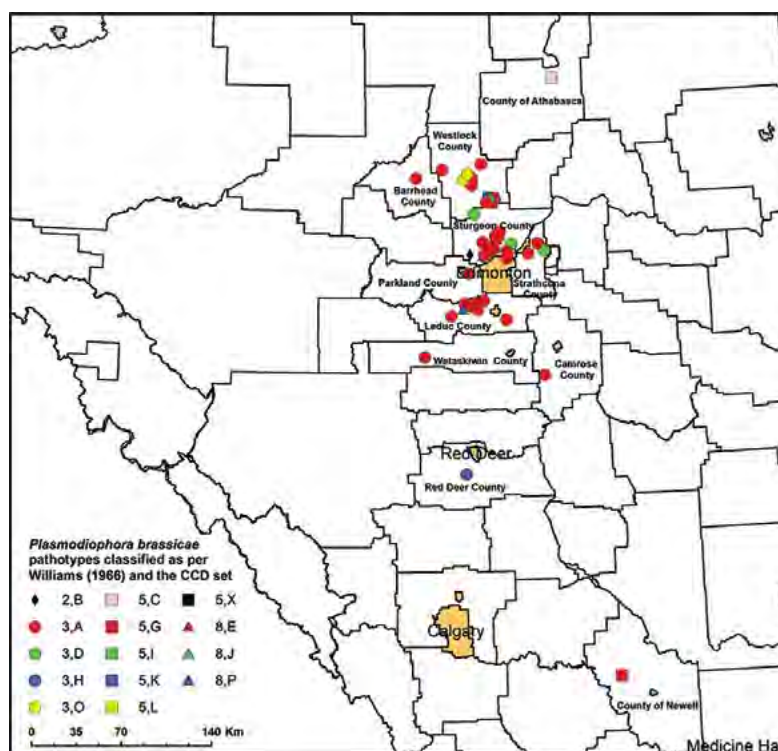 County of Athabasca
Westlock
County
Barrhead
County
Sturgeon County
Edmonton
Parkland County
Strathcona
County
Leduc County
Wetaskiwin County
Camrose
County
Red Deer
Red Deer County
Plasmodiophora brassicae
pathotypes classified as per
Williams (1966) and the CCD set
2,B 5,C 5,X
3,A 5,G 8,E
3,D 5,I 8,J
3,H 5,K 8,P
3,O 5,L
0 35 70 140 Km
Calgary
County of Newell
Medicine Ha